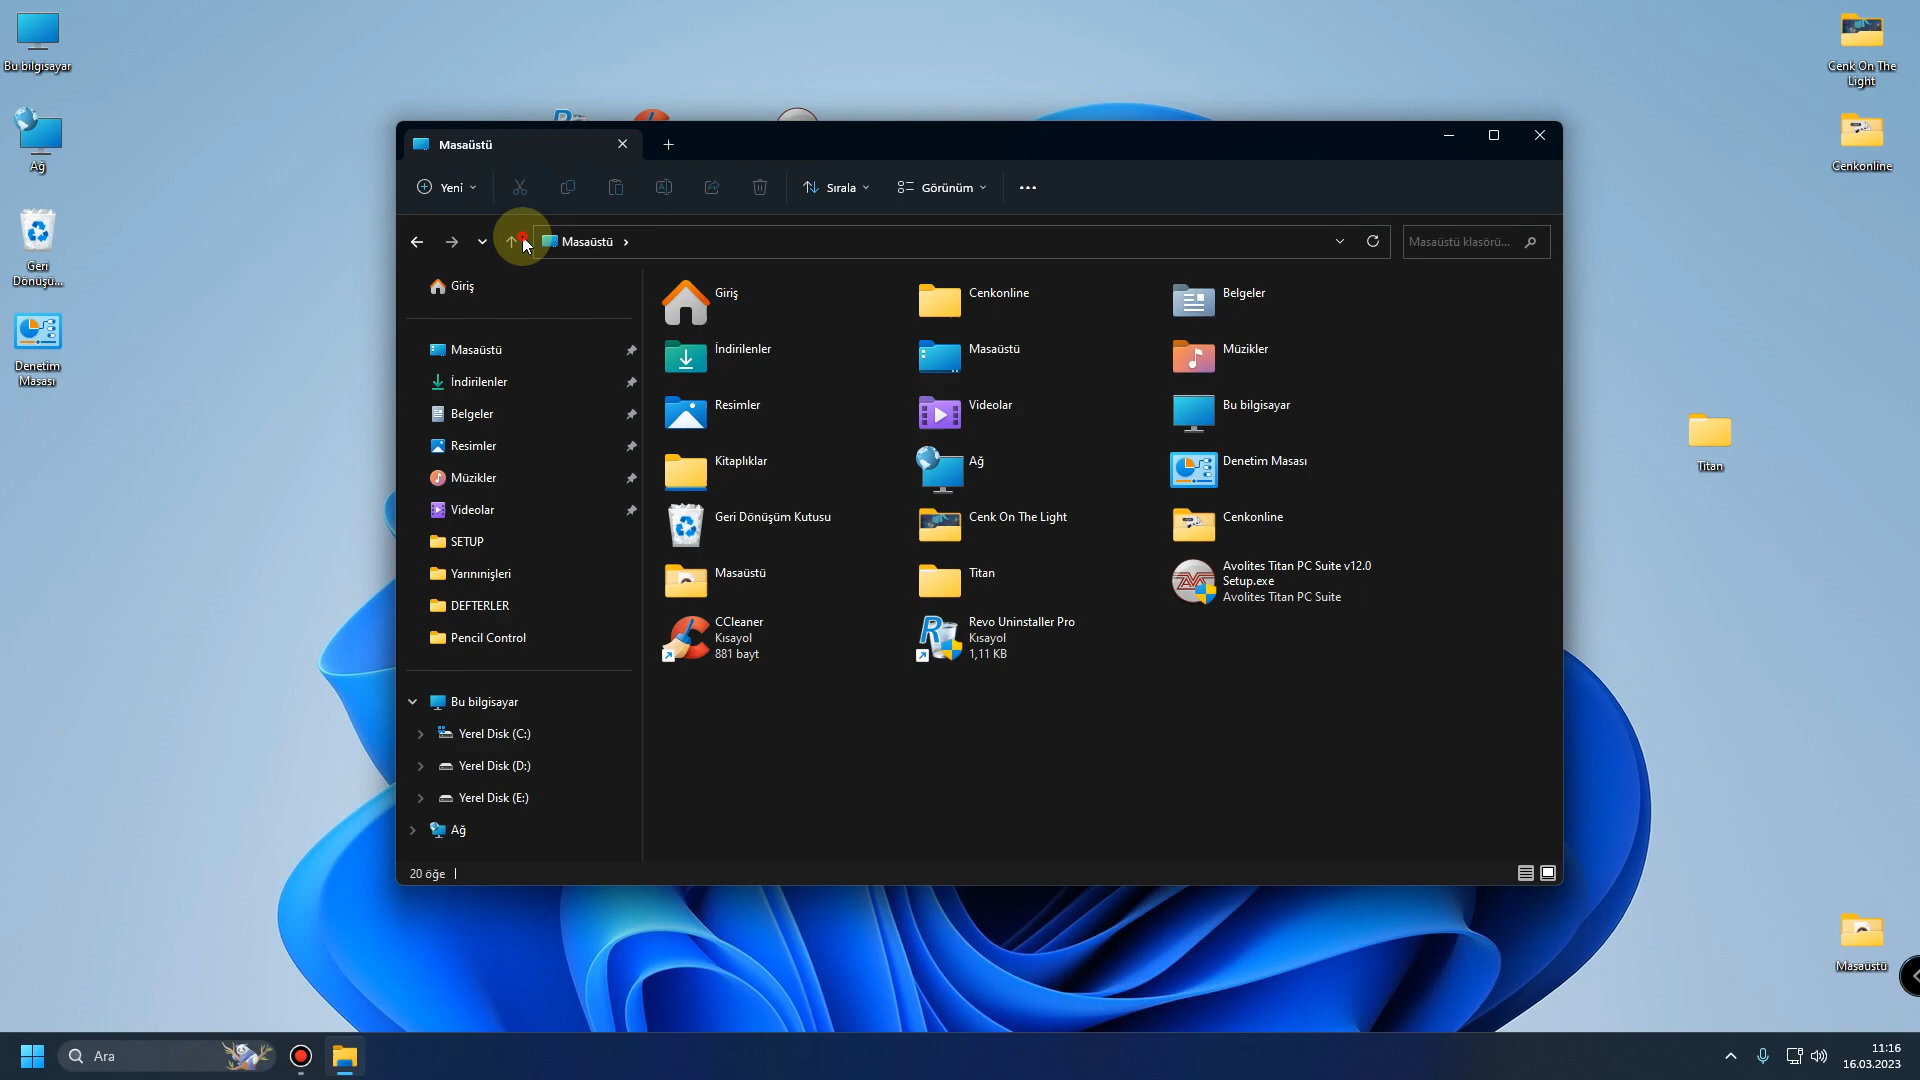 Bu bilgisayar
Ağ
Geri
Dönüşü...
Denetim
Masası
Cenk On The
Light
Cenkonline
Titan
Masaüstü
Masaüstü
Yeni
Sırala
Görünüm
Masaüstü
Masaüstü klasörü...
Giriş
Masaüstü
İndirilenler
Belgeler
Resimler
Müzikler
Videolar
SETUP
Yarınınişleri
DEFTERLER
Pencil Control
Bu bilgisayar
Yerel Disk (C:)
Yerel Disk (D:)
Yerel Disk (E:)
Ağ
Giriş
Cenkonline
Belgeler
İndirilenler
Masaüstü
Müzikler
Resimler
Videolar
Bu bilgisayar
Kitaplıklar
Ağ
Denetim Masası
Geri Dönüşüm Kutusu
Cenk On The Light
Cenkonline
Masaüstü
Titan
Avolites Titan PC Suite v12.0
Setup.exe
Avolites Titan PC Suite
CCleaner
Kısayol
881 bayt
Revo Uninstaller Pro
Kısayol
1,11 KB
20 öğe
Ara
11:16
16.03.2023